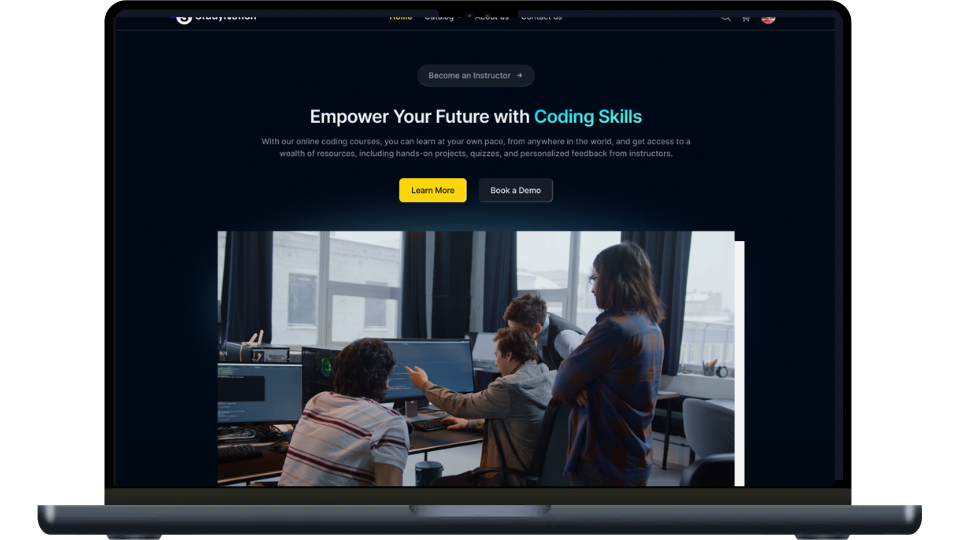 StudyNotion
Home Catalog About us Contact us
Become an Instructor →
Empower Your Future with Coding Skills
With our online coding courses, you can learn at your own pace, from anywhere in the world, and get access to a
wealth of resources, including hands-on projects, quizzes, and personalized feedback from instructors.
Learn More
Book a Demo